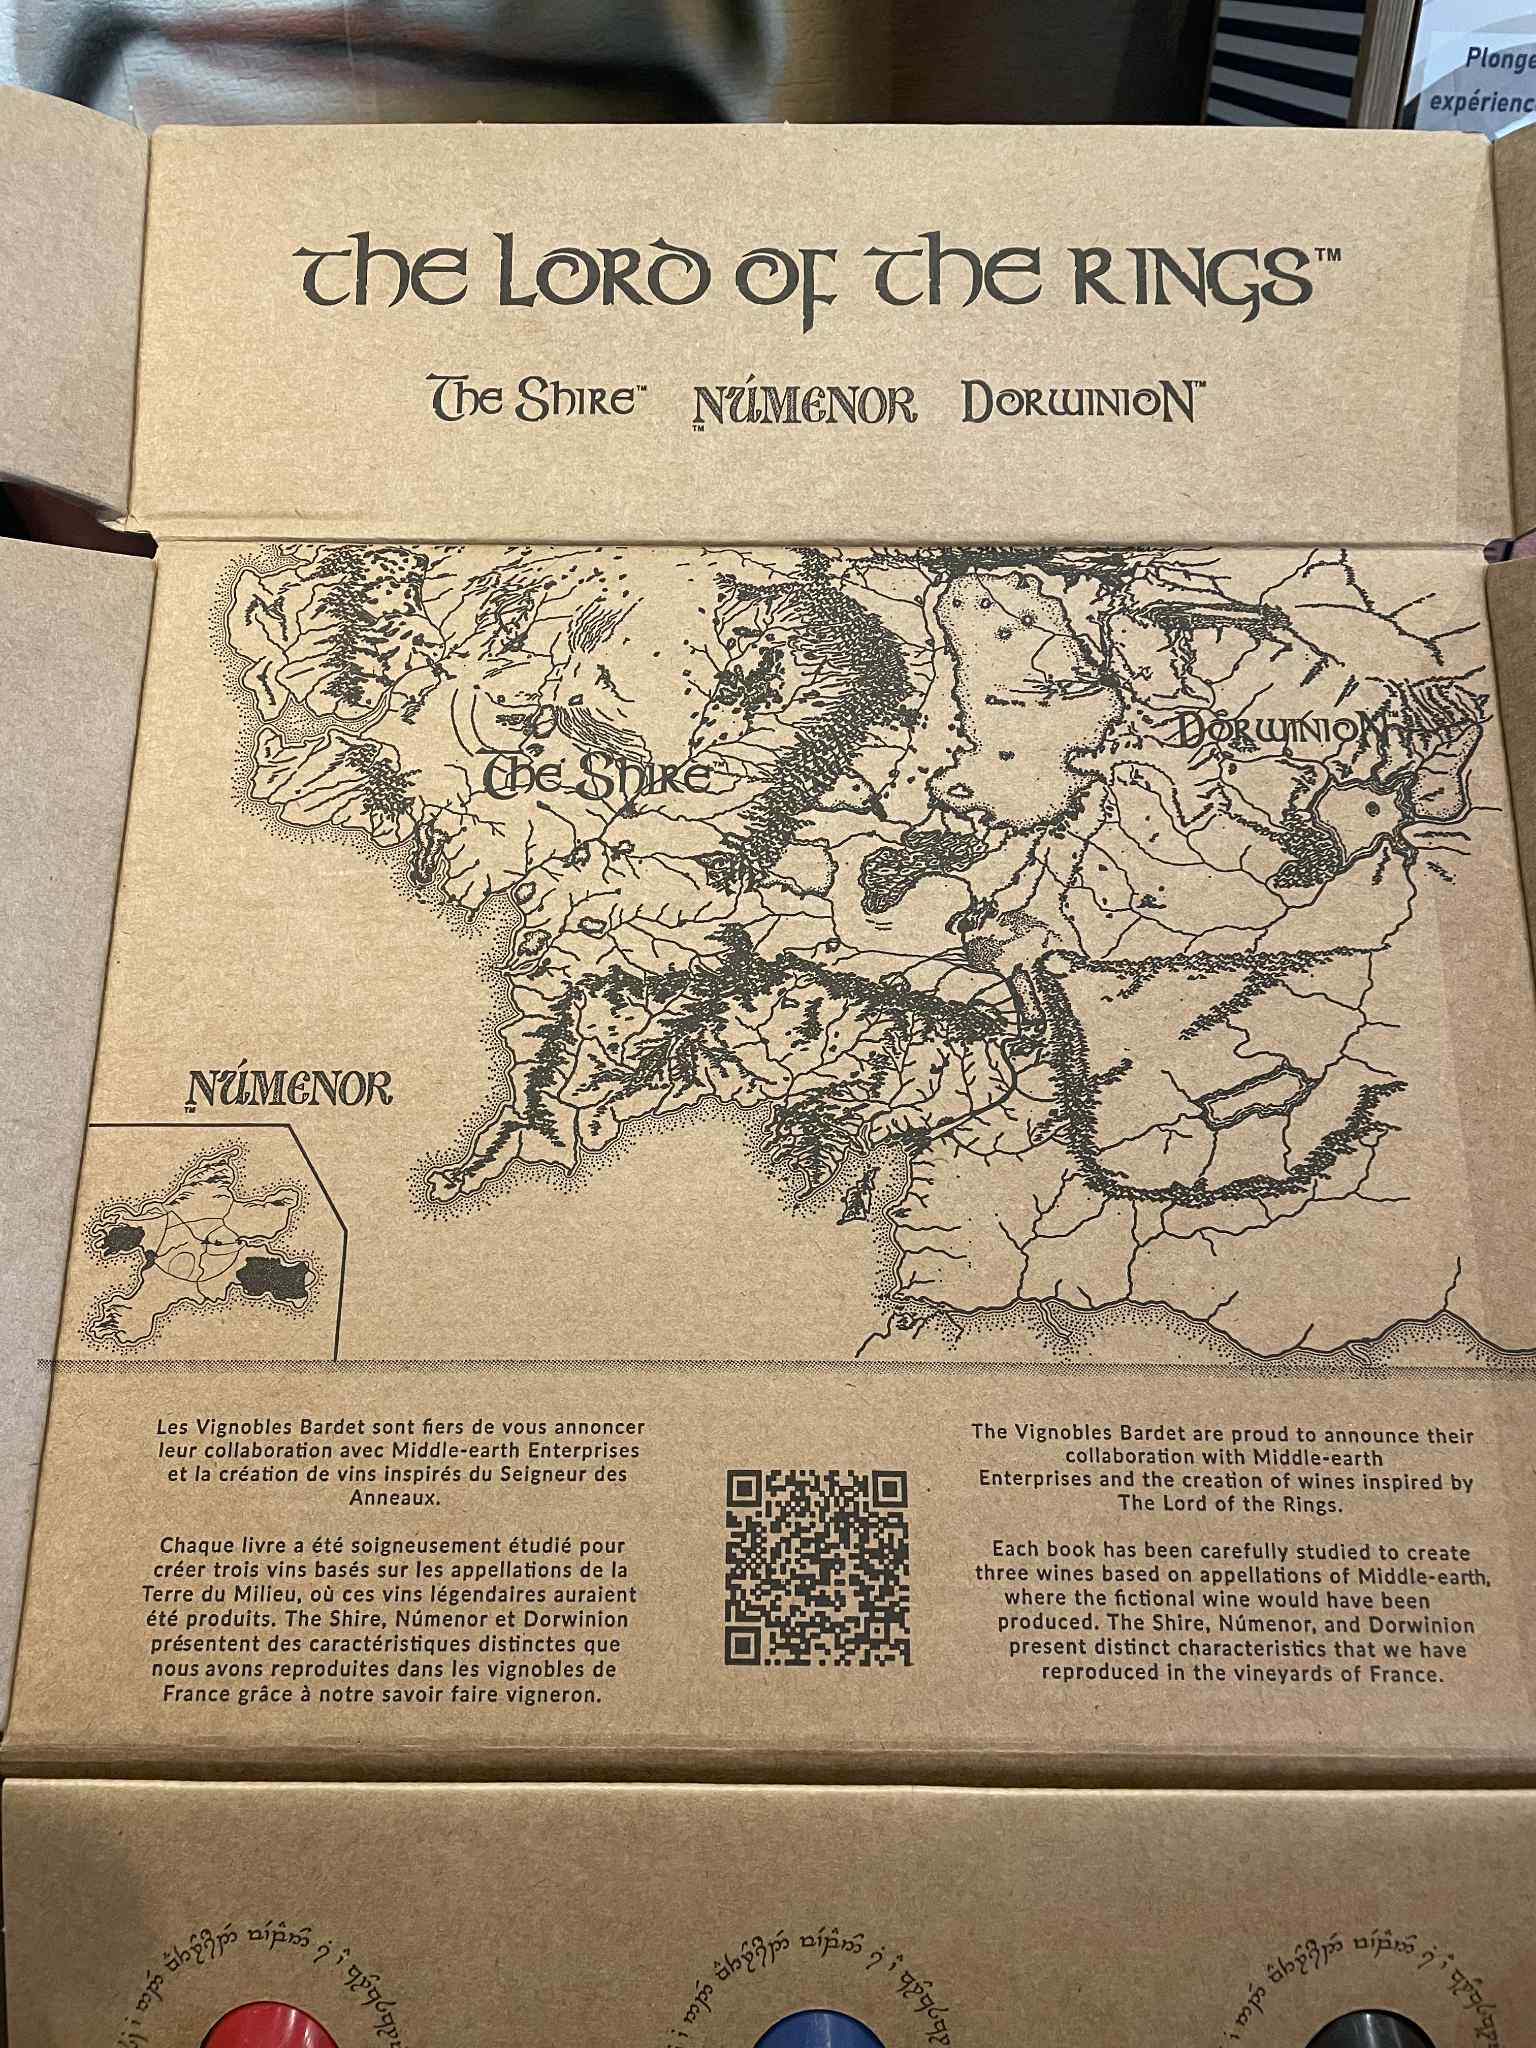 Plonge
expérienc
The Lord of the Rings™
The Shire™ NÚMENOR™ DORWINION™
DORWINION™
The Shire™
NÚMENOR™
Les Vignobles Bardet sont fiers de vous annoncer
leur collaboration avec Middle-earth Enterprises
et la création de vins inspirés du Seigneur des
Anneaux.
Chaque livre a été soigneusement étudié pour
créer trois vins basés sur les appellations de la
Terre du Milieu, où ces vins légendaires auraient
été produits. The Shire, Númenor et Dorwinion
présentent des caractéristiques distinctes que
nous avons reproduites dans les vignobles de
France grâce à notre savoir faire vigneron.
The Vignobles Bardet are proud to announce their
collaboration with Middle-earth
Enterprises and the creation of wines inspired by
The Lord of the Rings.
Each book has been carefully studied to create
three wines based on appellations of Middle-earth,
where the fictional wine would have been
produced. The Shire, Númenor, and Dorwinion
present distinct characteristics that we have
reproduced in the vineyards of France.